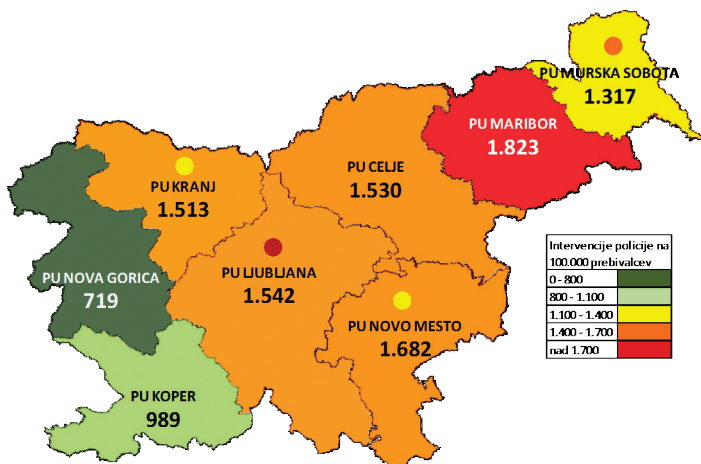 PU MURSKA SOBOTA
1.317
PU MARIBOR
1.823
PU CELJE
1.530
PU KRANJ
1.513
PU NOVA GORICA
719
PU LJUBLJANA
1.542
PU NOVO MESTO
1.682
PU KOPER
989
Intervencije policije na
100.000 prebivalcev
0 - 800
800 - 1.100
1.100 - 1.400
1.400 - 1.700
nad 1.700